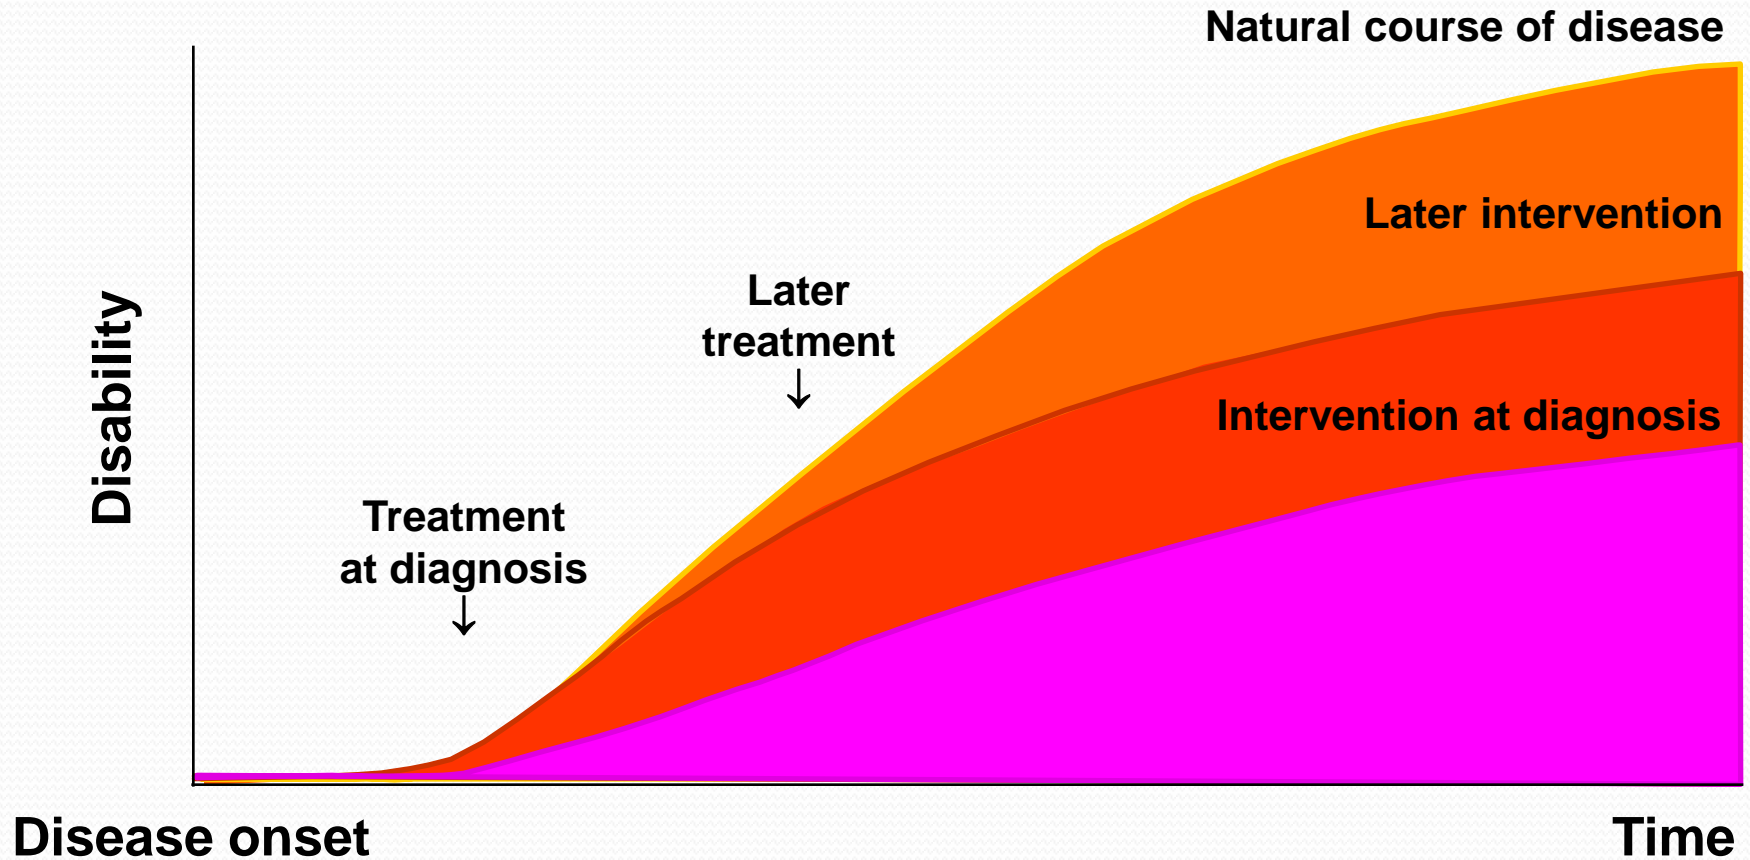 Natural course of disease
Later intervention
Later
treatment
↓
Intervention at diagnosis
Disability
Treatment
at diagnosis
↓
Disease onset
Time